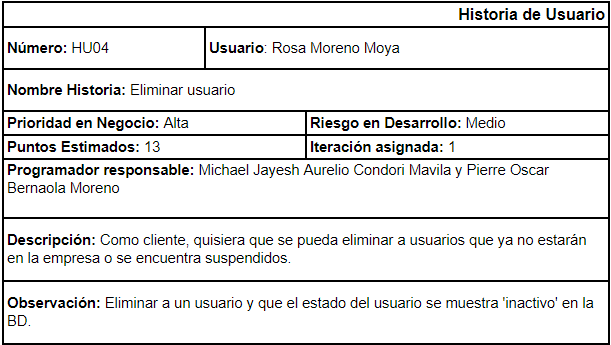 Historia de Usuario
Número: HU04
Usuario: Rosa Moreno Moya
Nombre Historia: Eliminar usuario
Prioridad en Negocio: Alta
Riesgo en Desarrollo: Medio
Puntos Estimados: 13
Iteración asignada: 1
Programador responsable: Michael Jayesh Aurelio Condori Mavila y Pierre Oscar
Bernaola Moreno
Descripción: Como cliente, quisiera que se pueda eliminar a usuarios que ya no estarán
en la empresa o se encuentra suspendidos.
Observación: Eliminar a un usuario y que el estado del usuario se muestra 'inactivo' en la
BD.